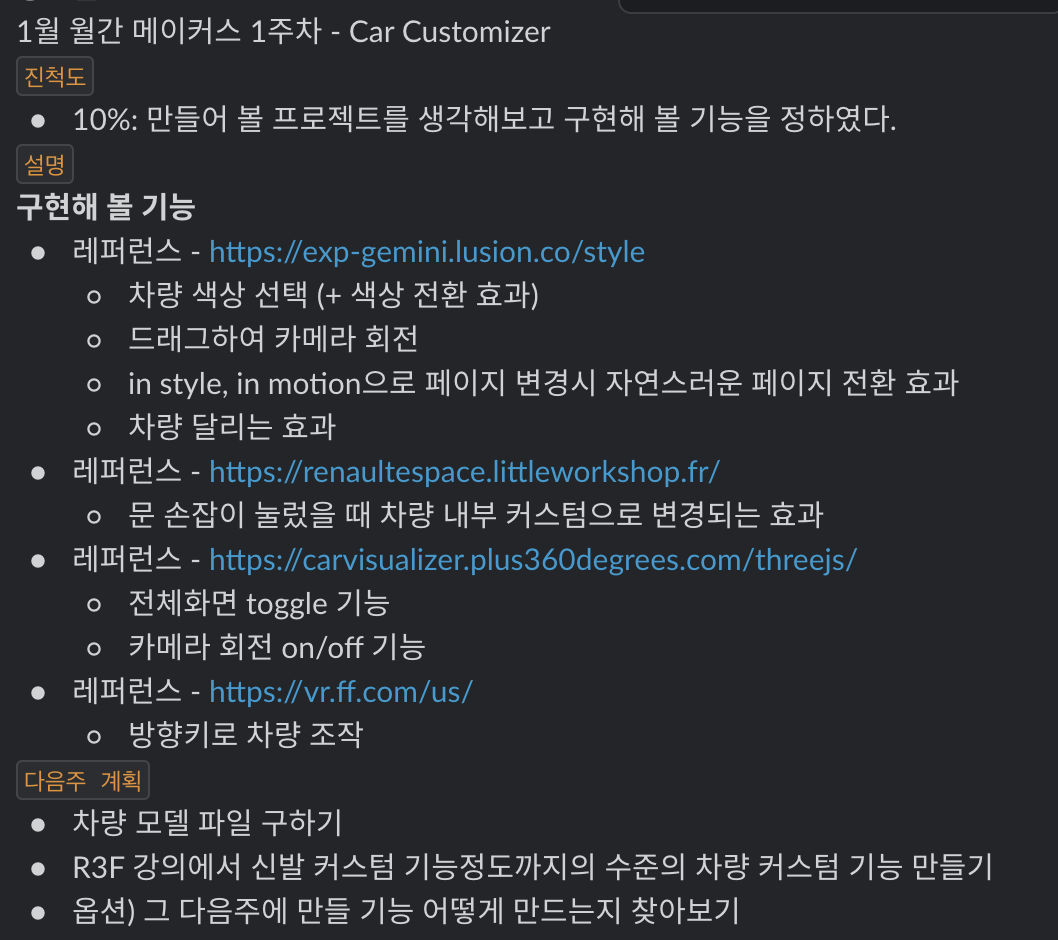 1월 월간 메이커스 1주차 - Car Customizer
진척도
● 10%: 만들어 볼 프로젝트를 생각해보고 구현해 볼 기능을 정하였다.
설명
구현해 볼 기능
● 레퍼런스 - https://exp-gemini.lusion.co/style
○ 차량 색상 선택 (+ 색상 전환 효과)
○ 드래그하여 카메라 회전
○ in style, in motion으로 페이지 변경시 자연스러운 페이지 전환 효과
○ 차량 달리는 효과
● 레퍼런스 - https://renaultespace.littleworkshop.fr/
○ 문 손잡이 눌렀을 때 차량 내부 커스텀으로 변경되는 효과
● 레퍼런스 - https://carvisualizer.plus360degrees.com/threejs/
○ 전체화면 toggle 기능
○ 카메라 회전 on/off 기능
● 레퍼런스 - https://vr.ff.com/us/
○ 방향키로 차량 조작
다음주 계획
● 차량 모델 파일 구하기
● R3F 강의에서 신발 커스텀 기능정도까지의 수준의 차량 커스텀 기능 만들기
● 옵션) 그 다음주에 만들 기능 어떻게 만드는지 찾아보기